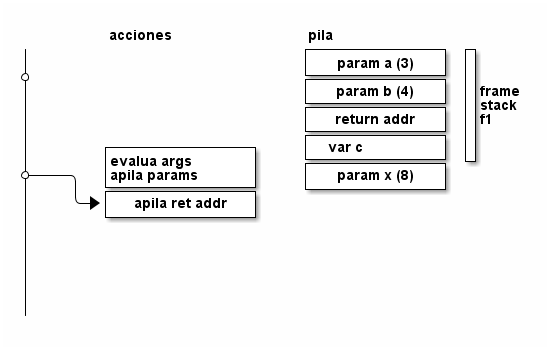 acciones
evalua args
apila params
apila ret addr
pila
param a (3)
param b (4)
return addr
var c
param x (8)
frame
stack
f1